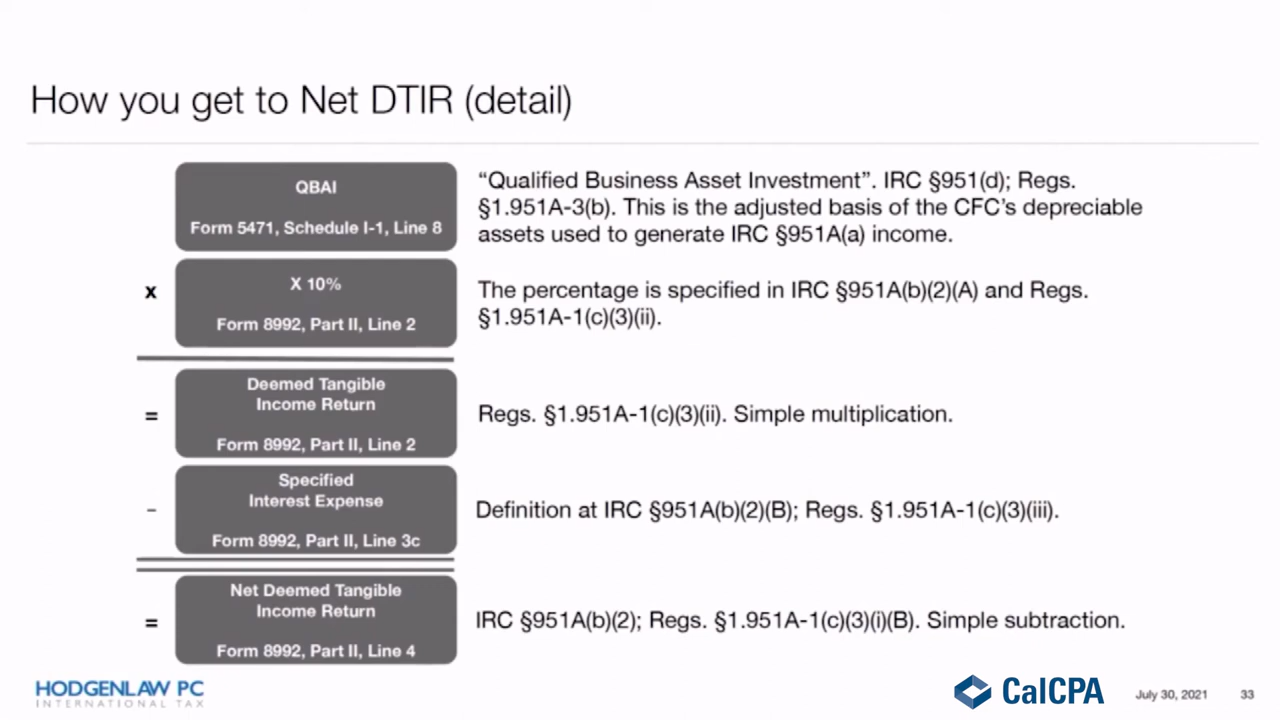 How you get to Net DTIR (detail)
QBAI
Form 5471, Schedule I-1, Line 8
“Qualified Business Asset Investment”. IRC §951(d); Regs.
§1.951A-3(b). This is the adjusted basis of the CFC’s depreciable
assets used to generate IRC §951A(a) income.
x
X 10%
Form 8992, Part II, Line 2
The percentage is specified in IRC §951A(b)(2)(A) and Regs.
§1.951A-1(c)(3)(ii).
=
Deemed Tangible
Income Return
Form 8992, Part II, Line 2
Regs. §1.951A-1(c)(3)(ii). Simple multiplication.
–
Specified
Interest Expense
Form 8992, Part II, Line 3c
Definition at IRC §951A(b)(2)(B); Regs. §1.951A-1(c)(3)(iii).
=
Net Deemed Tangible
Income Return
Form 8992, Part II, Line 4
IRC §951A(b)(2); Regs. §1.951A-1(c)(3)(i)(B). Simple subtraction.
HODGENLAW PC
INTERNATIONAL TAX
CalCPA
July 30, 2021
33